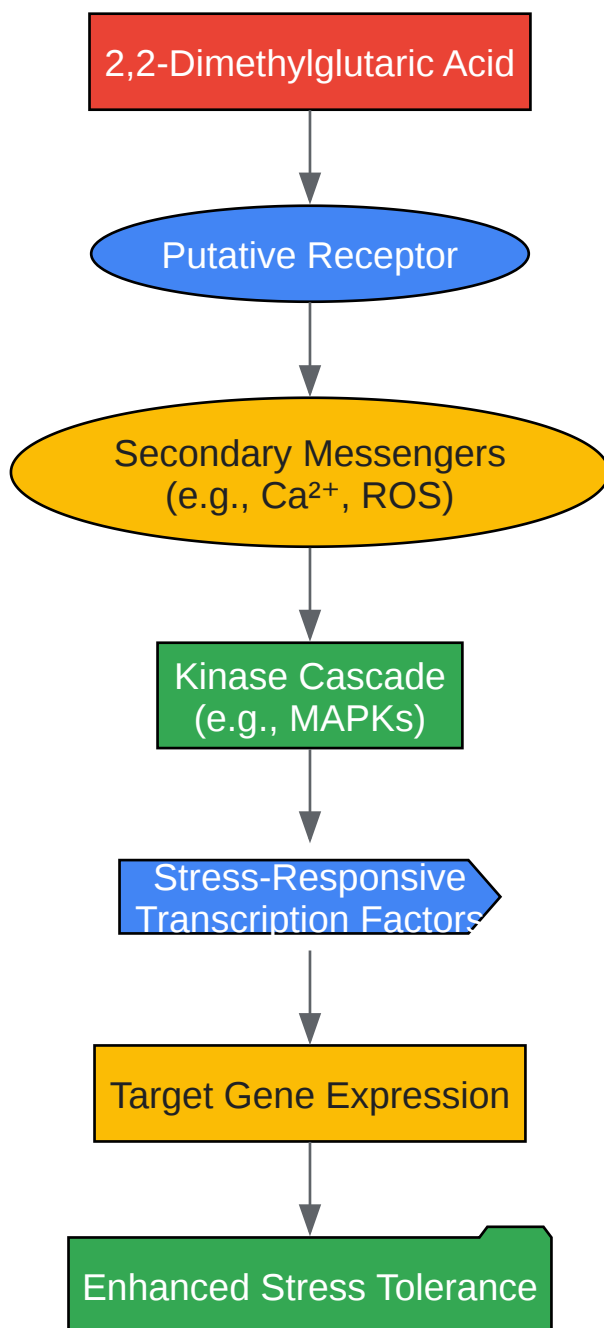 2,2-Dimethylglutaric Acid
Putative Receptor
Secondary Messengers
(e.g., Ca²⁺, ROS)
Kinase Cascade
(e.g., MAPKs)
Stress-Responsive
Transcription Factors
Target Gene Expression
Enhanced Stress Tolerance